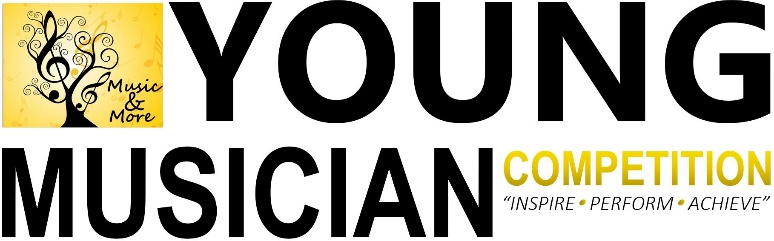 Music
&
More
YOUNG
MUSICIAN
COMPETITION
“INSPIRE • PERFORM • ACHIEVE”